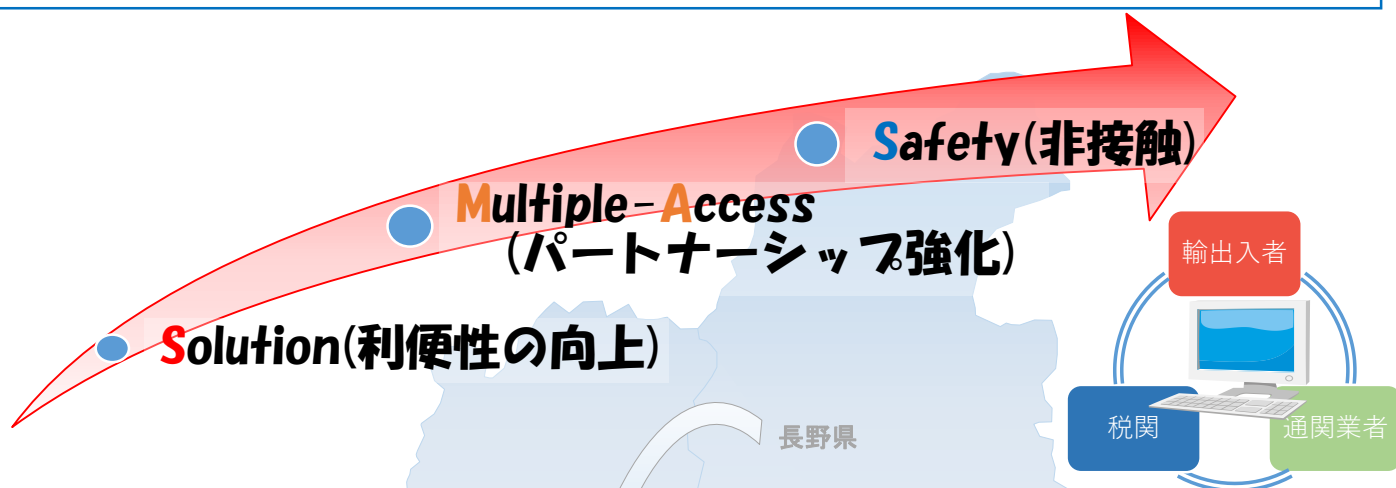 Safety(非接触)
Multiple-Access
(パートナーシップ強化)
Solution(利便性の向上)
輸出入者
税関
通関業者
長野県